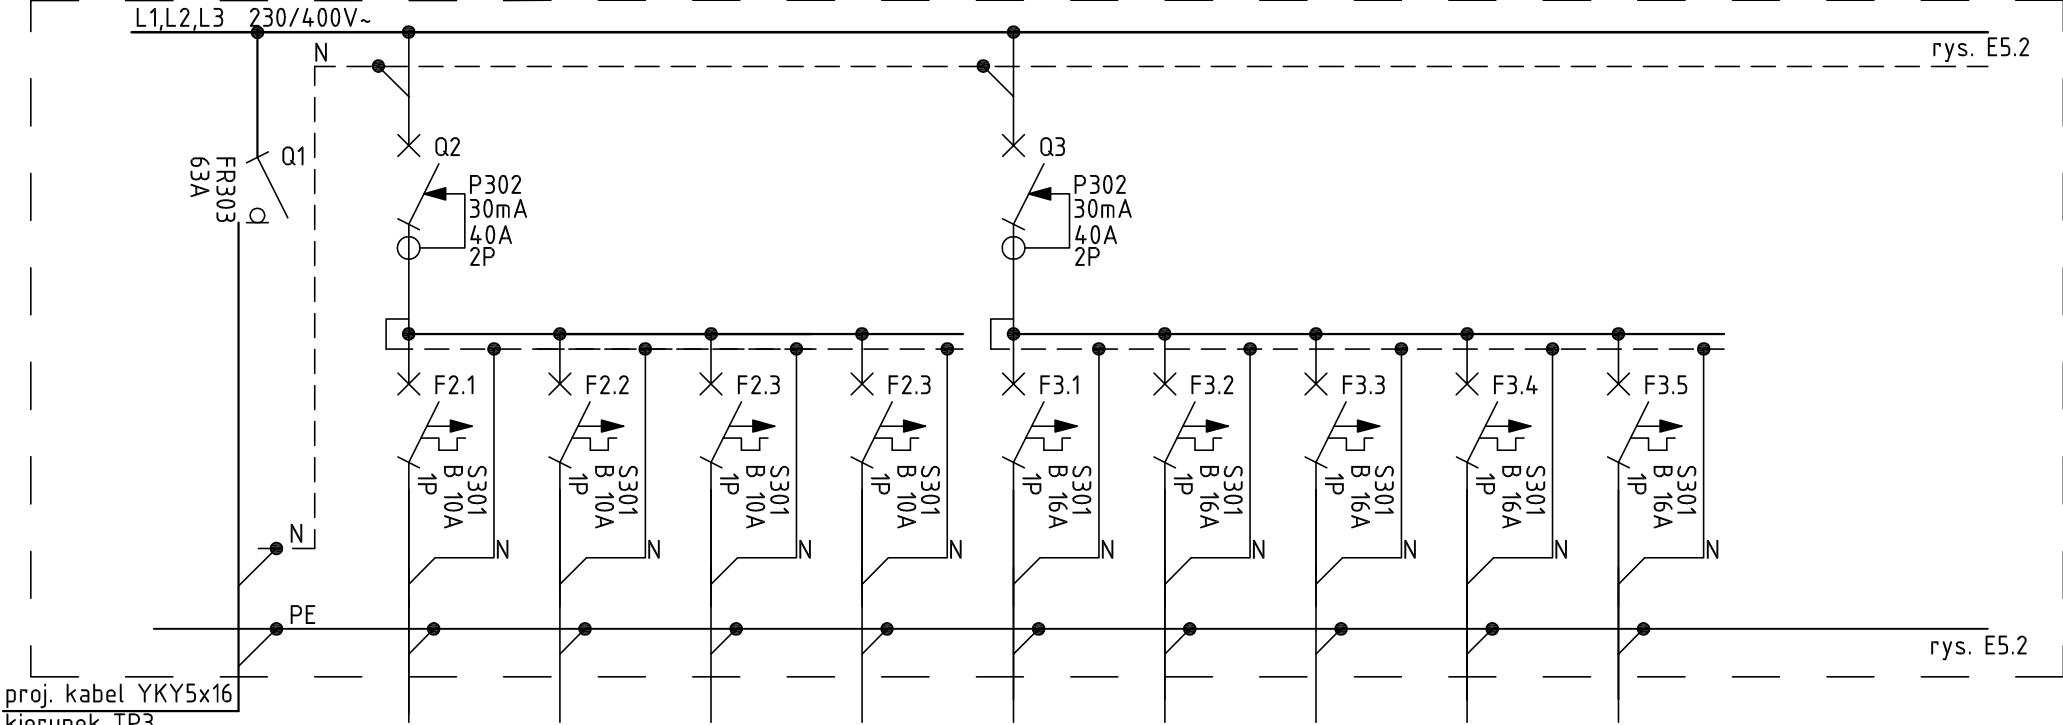 L1,L2,L3 230/400V~
rys. E5.2
N
Q1
FR303
63A
Q2
P302
30mA
40A
2P
Q3
P302
30mA
40A
2P
F2.1
S301
B 10A
1P
N
F2.2
S301
B 10A
1P
N
F2.3
S301
B 10A
1P
N
F2.3
S301
B 10A
1P
N
F3.1
S301
B 16A
1P
N
F3.2
S301
B 16A
1P
N
F3.3
S301
B 16A
1P
N
F3.4
S301
B 16A
1P
N
F3.5
S301
B 16A
1P
N
N
PE
rys. E5.2
proj. kabel YKY5x16
kierunek TP3